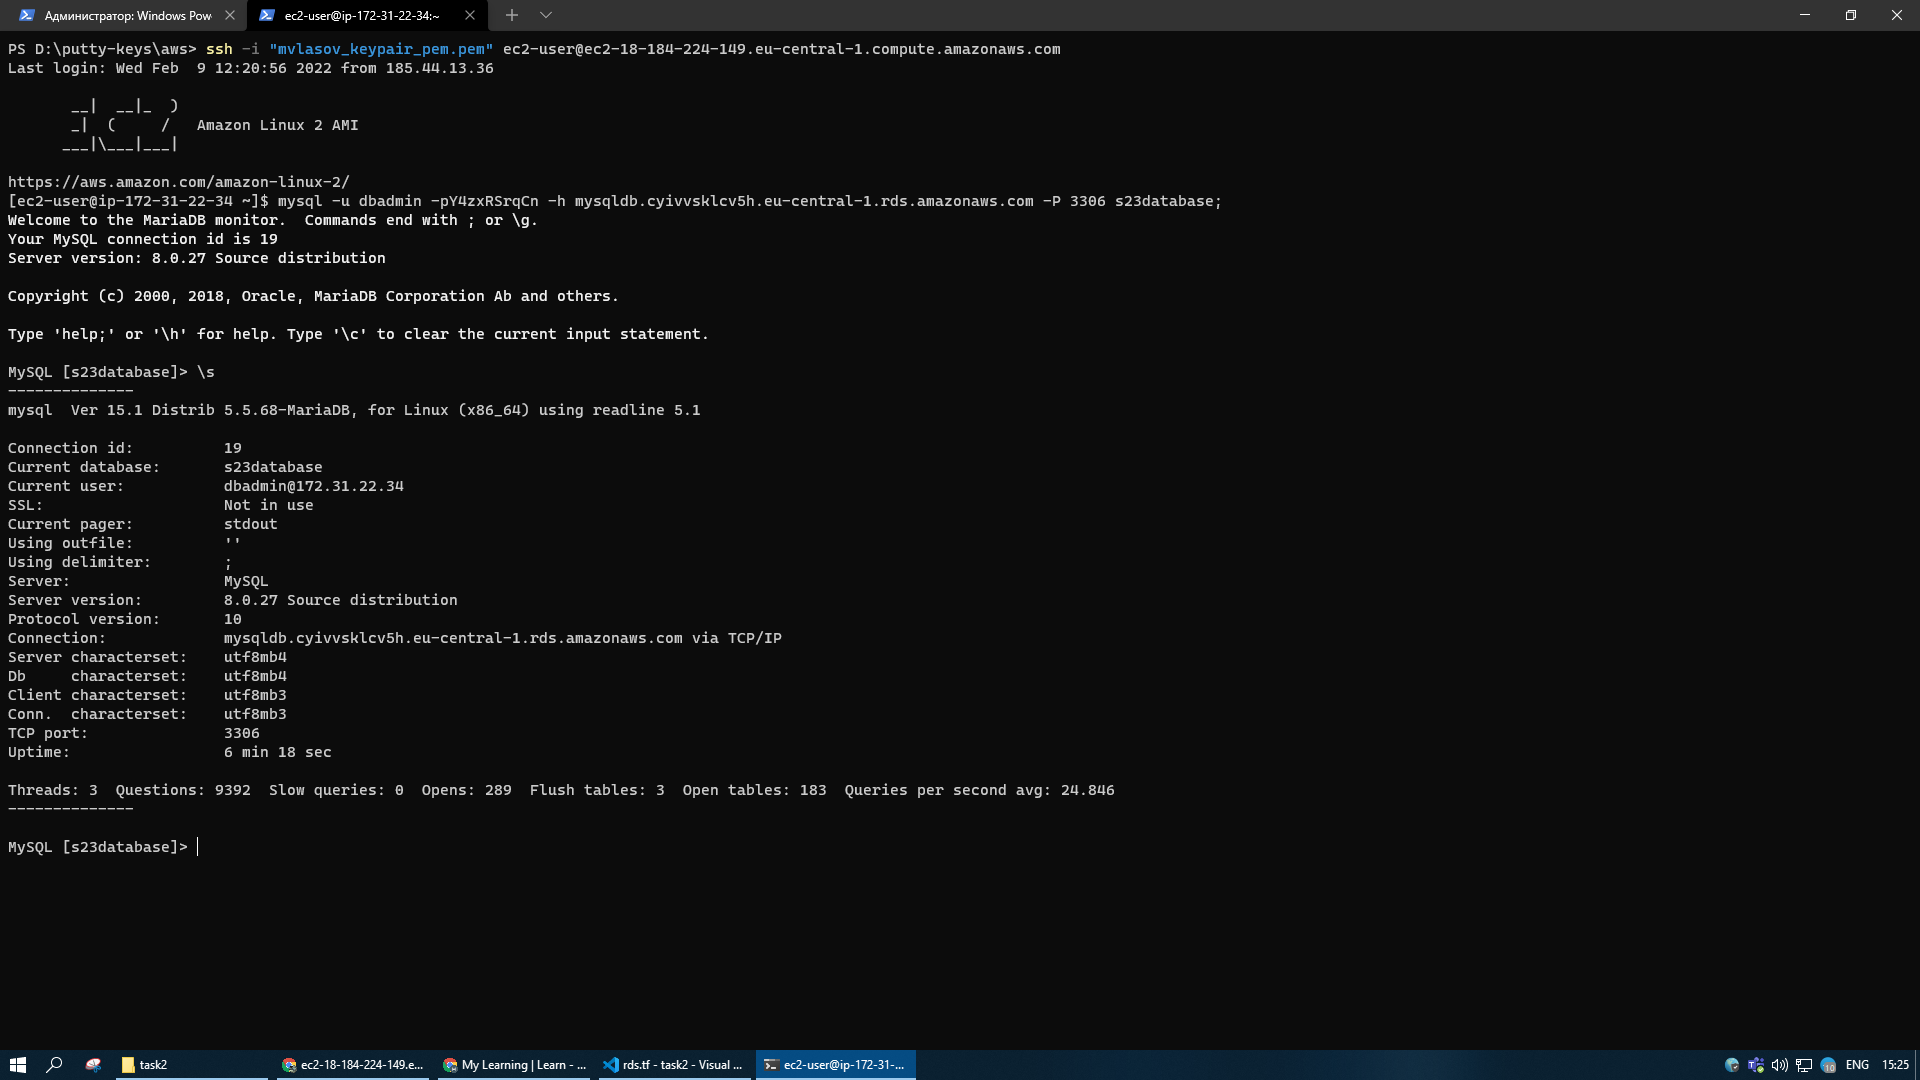 Администратор: Windows Pow
ec2-user@ip-172-31-22-34:~
PS D:\putty-keys\aws> ssh -i "mvlasov_keypair_pem.pem" ec2-user@ec2-18-184-224-149.eu-central-1.compute.amazonaws.com
Last login: Wed Feb  9 12:20:56 2022 from 185.44.13.36
       __|  __|_  )
       _|  (     /   Amazon Linux 2 AMI
      ___|\___|___|
https://aws.amazon.com/amazon-linux-2/
[ec2-user@ip-172-31-22-34 ~]$ mysql -u dbadmin -pY4zxRSrqCn -h mysqldb.cyivvsklcv5h.eu-central-1.rds.amazonaws.com -P 3306 s23database;
Welcome to the MariaDB monitor.  Commands end with ; or \g.
Your MySQL connection id is 19
Server version: 8.0.27 Source distribution
Copyright (c) 2000, 2018, Oracle, MariaDB Corporation Ab and others.
Type 'help;' or '\h' for help. Type '\c' to clear the current input statement.
MySQL [s23database]> \s
--------------
mysql  Ver 15.1 Distrib 5.5.68-MariaDB, for Linux (x86_64) using readline 5.1
Connection id:          19
Current database:       s23database
Current user:           dbadmin@172.31.22.34
SSL:                    Not in use
Current pager:          stdout
Using outfile:          ''
Using delimiter:        ;
Server:                 MySQL
Server version:         8.0.27 Source distribution
Protocol version:       10
Connection:             mysqldb.cyivvsklcv5h.eu-central-1.rds.amazonaws.com via TCP/IP
Server characterset:    utf8mb4
Db     characterset:    utf8mb4
Client characterset:    utf8mb3
Conn.  characterset:    utf8mb3
TCP port:               3306
Uptime:                 6 min 18 sec
Threads: 3  Questions: 9392  Slow queries: 0  Opens: 289  Flush tables: 3  Open tables: 183  Queries per second avg: 24.846
--------------
MySQL [s23database]>
task2
ec2-18-184-224-149.e...
My Learning | Learn - ...
rds.tf - task2 - Visual ...
ec2-user@ip-172-31-...
10
ENG
15:25